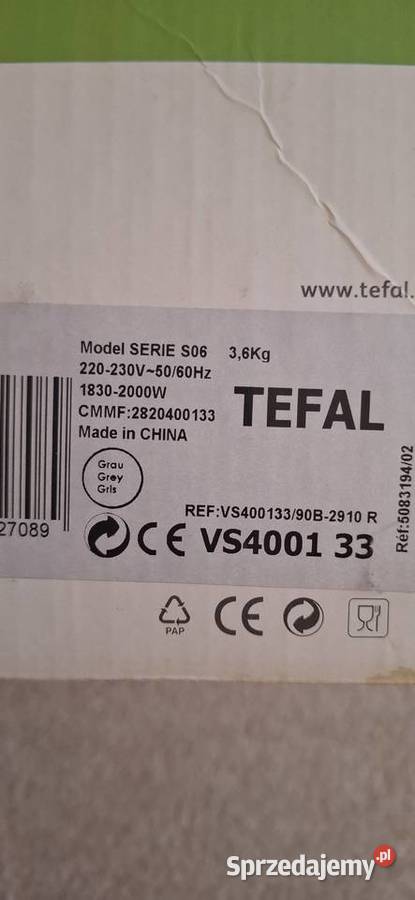 www.tefal.
Model SERIE S06 3,6Kg
220-230V~50/60Hz
1830-2000W
CMMF:2820400133
Made in CHINA
TEFAL
Grau
Grey
Gris
REF:VS400133/90B-2910 R
27089
CE VS4001 33
Réf:5083194/02
PAP
CE
Sprzedajemy.pl